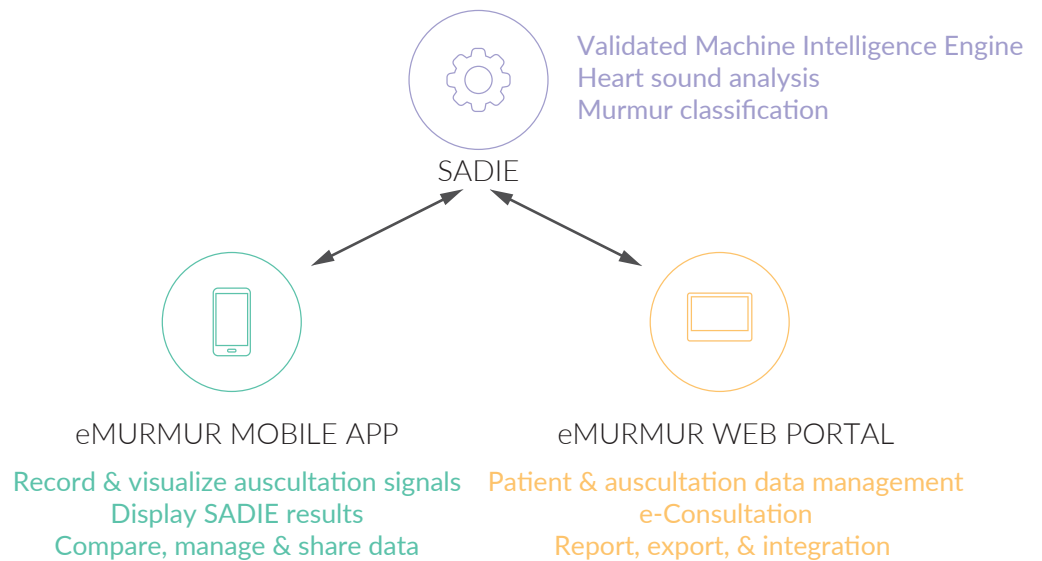 Validated Machine Intelligence Engine
Heart sound analysis
Murmur classification
SADIE
eMURMUR MOBILE APP
Record & visualize auscultation signals
Display SADIE results
Compare, manage & share data
eMURMUR WEB PORTAL
Patient & auscultation data management
e-Consultation
Report, export, & integration